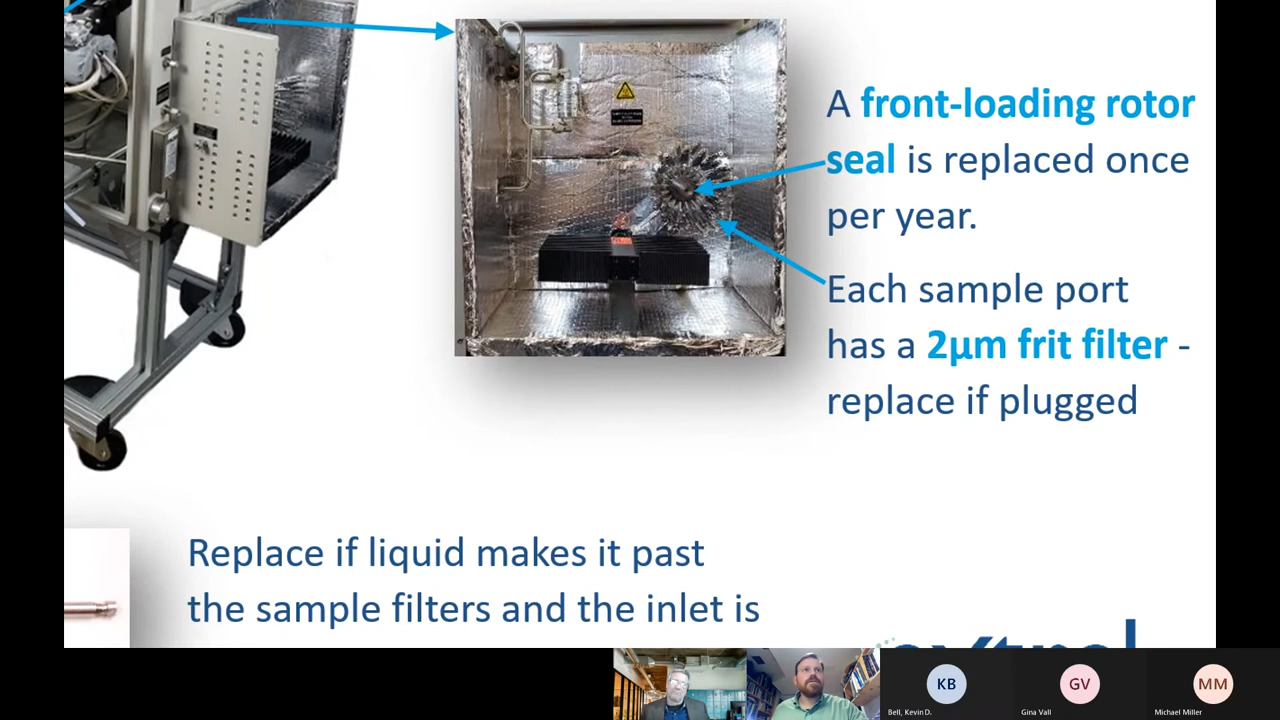 A front-loading rotor
seal is replaced once
per year.
Each sample port
has a 2µm frit filter -
replace if plugged
Replace if liquid makes it past
the sample filters and the inlet is
KB
GV
MM
Bell, Kevin D.
Gina Vall
Michael Miller